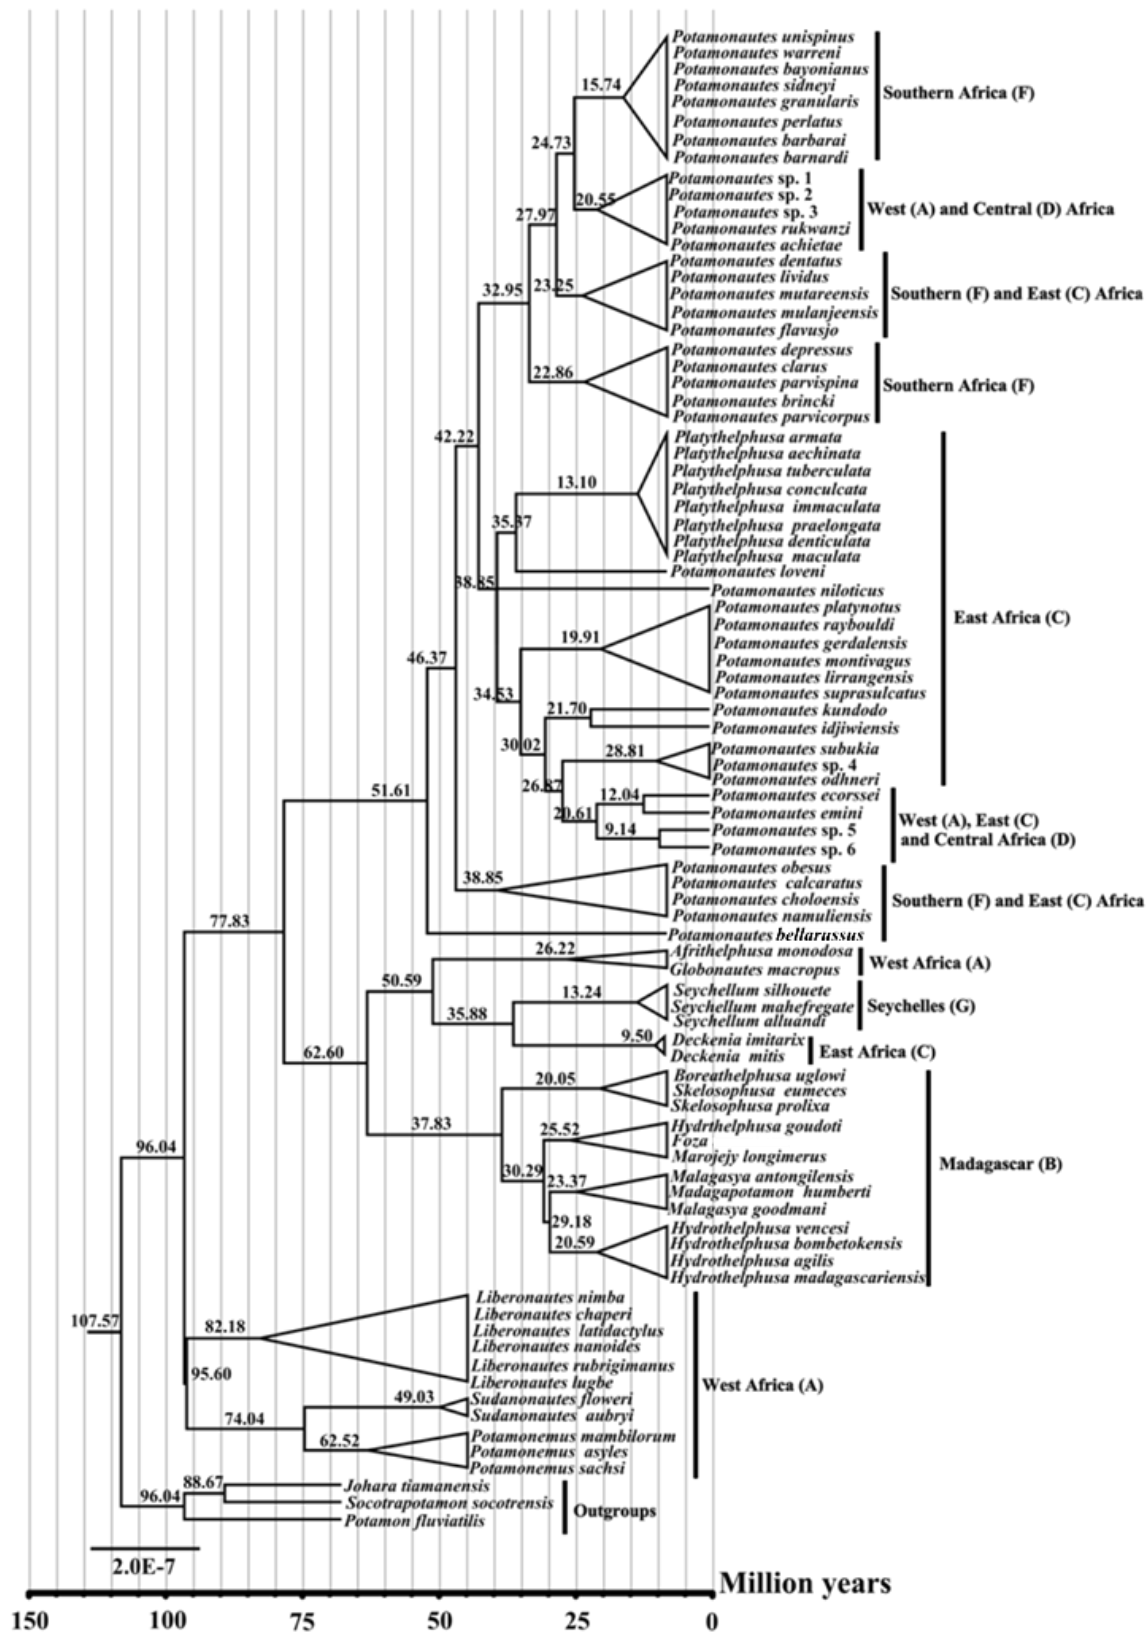 Potamonautes unispinus
Potamonautes warreni
Potamonautes bayonianus
Potamonautes sidneyi
Potamonautes granularis
Potamonautes perlatus
Potamonautes barbarai
Potamonautes barnardi
Southern Africa (F)
15.74
24.73
Potamonautes sp. 1
Potamonautes sp. 2
Potamonautes sp. 3
Potamonautes rukwanzi
Potamonautes achietae
West (A) and Central (D) Africa
20.55
27.97
Potamonautes dentatus
Potamonautes lividus
Potamonautes mutareensis
Potamonautes mulanjeensis
Potamonautes flavusjo
Southern (F) and East (C) Africa
23.25
32.95
Potamonautes depressus
Potamonautes clarus
Potamonautes parvispina
Potamonautes brincki
Potamonautes parvicorpus
Southern Africa (F)
22.86
42.22
Platythelphusa armata
Platythelphusa aechinata
Platythelphusa tuberculata
Platythelphusa conculcata
Platythelphusa immaculata
Platythelphusa praelongata
Platythelphusa denticulata
Platythelphusa maculata
13.10
35.37
Potamonautes loveni
38.85
Potamonautes niloticus
Potamonautes platynotus
Potamonautes raybouldi
Potamonautes gerdalensis
Potamonautes montivagus
Potamonautes lirrangensis
Potamonautes suprasulcatus
East Africa (C)
19.91
46.37
34.53
21.70
Potamonautes kundodo
Potamonautes idjiwiensis
30.02
28.81
Potamonautes subukia
Potamonautes sp. 4
Potamonautes odhneri
26.87
12.04
Potamonautes ecorssei
Potamonautes emini
20.61
9.14
Potamonautes sp. 5
Potamonautes sp. 6
West (A), East (C)
and Central Africa (D)
51.61
38.85
Potamonautes obesus
Potamonautes calcaratus
Potamonautes choloensis
Potamonautes namuliensis
Southern (F) and East (C) Africa
Potamonautes bellarussus
77.83
26.22
Afrithelphusa monodosa
Globonautes macropus
West Africa (A)
50.59
13.24
Seychellum silhouete
Seychellum mahefregate
Seychellum alluandi
Seychelles (G)
35.88
9.50
Deckenia imitarix
Deckenia mitis
East Africa (C)
62.60
20.05
Boreathelphusa uglowi
Skelosophusa eumeces
Skelosophusa prolixa
37.83
25.52
Hydrthelphusa goudoti
Foza
Marojejy longimerus
Madagascar (B)
96.04
30.29
23.37
Malagasya antongilensis
Madagapotamon humberti
Malagasya goodmani
29.18
20.59
Hydrothelphusa vencesi
Hydrothelphusa bombetokensis
Hydrothelphusa agilis
Hydrothelphusa madagascariensis
107.57
82.18
Liberonautes nimba
Liberonautes chaperi
Liberonautes latidactylus
Liberonautes nanoides
Liberonautes rubrigimanus
Liberonautes lugbe
95.60
West Africa (A)
49.03
Sudanonautes floweri
Sudanonautes aubryi
74.04
62.52
Potamonemus mambilorum
Potamonemus asyles
Potamonemus sachsi
88.67
96.04
Johara tiamanensis
Socotrapotamon socotrensis
Potamon fluviatilis
Outgroups
2.0E-7
Million years
150 100 75 50 25 0